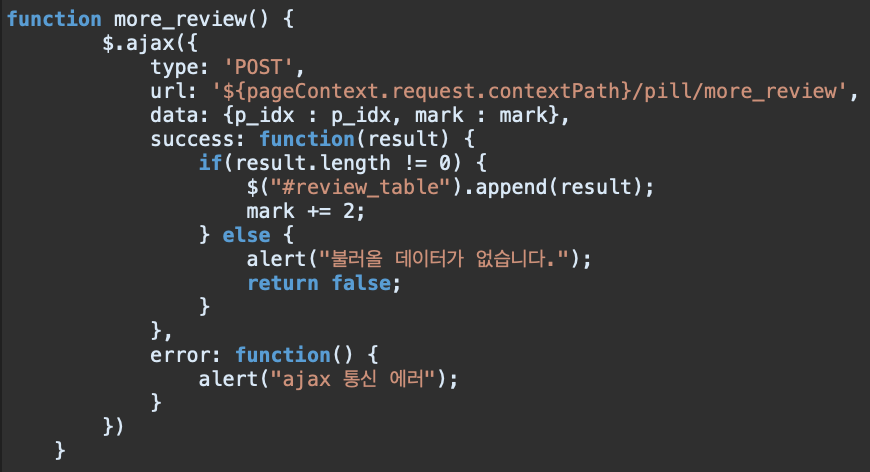 function more_review() {
        $.ajax({
            type: 'POST',
            url: '${pageContext.request.contextPath}/pill/more_review',
            data: {p_idx : p_idx, mark : mark},
            success: function(result) {
                if(result.length != 0) {
                    $("#review_table").append(result);
                    mark += 2;
                } else {
                    alert("불러올 데이터가 없습니다.");
                    return false;
                }
            },
            error: function() {
                alert("ajax 통신 에러");
            }
        })
    }